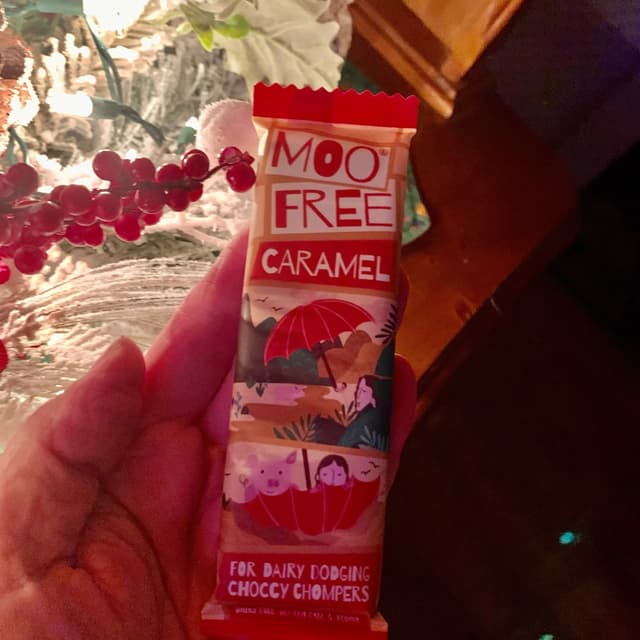 MOO®
FREE
CARAMEL
FOR DAIRY DODGING
CHOCCY CHOMPERS